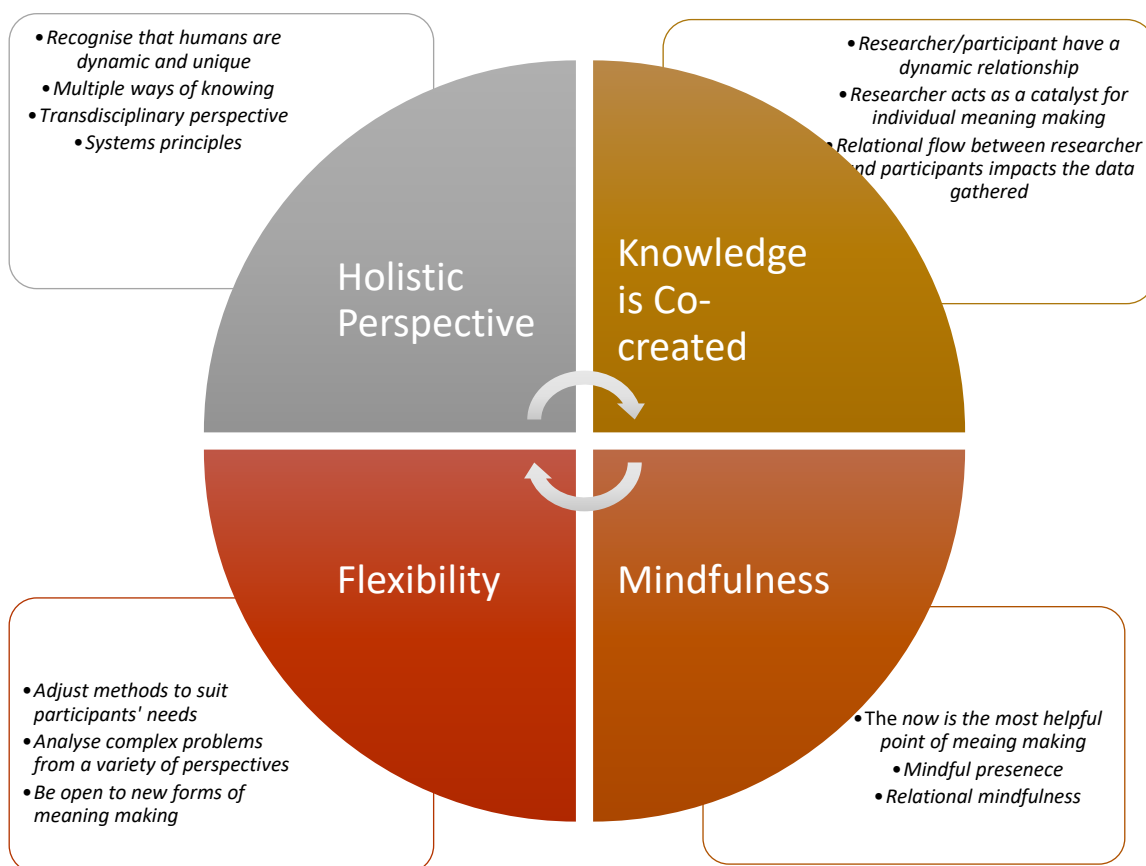 •Recognise that humans are
dynamic and unique
•Multiple ways of knowing
•Transdisciplinary perspective
•Systems principles
•Researcher/participant have a
dynamic relationship
•Researcher acts as a catalyst for
individual meaning making
•Relational flow between researcher
and participants impacts the data
gathered
Holistic
Perspective
Knowledge
is Co-
created
Flexibility
Mindfulness
•Adjust methods to suit
participants' needs
•Analyse complex problems
from a variety of perspectives
•Be open to new forms of
meaning making
•The now is the most helpful
point of meaing making
•Mindful presenece
•Relational mindfulness